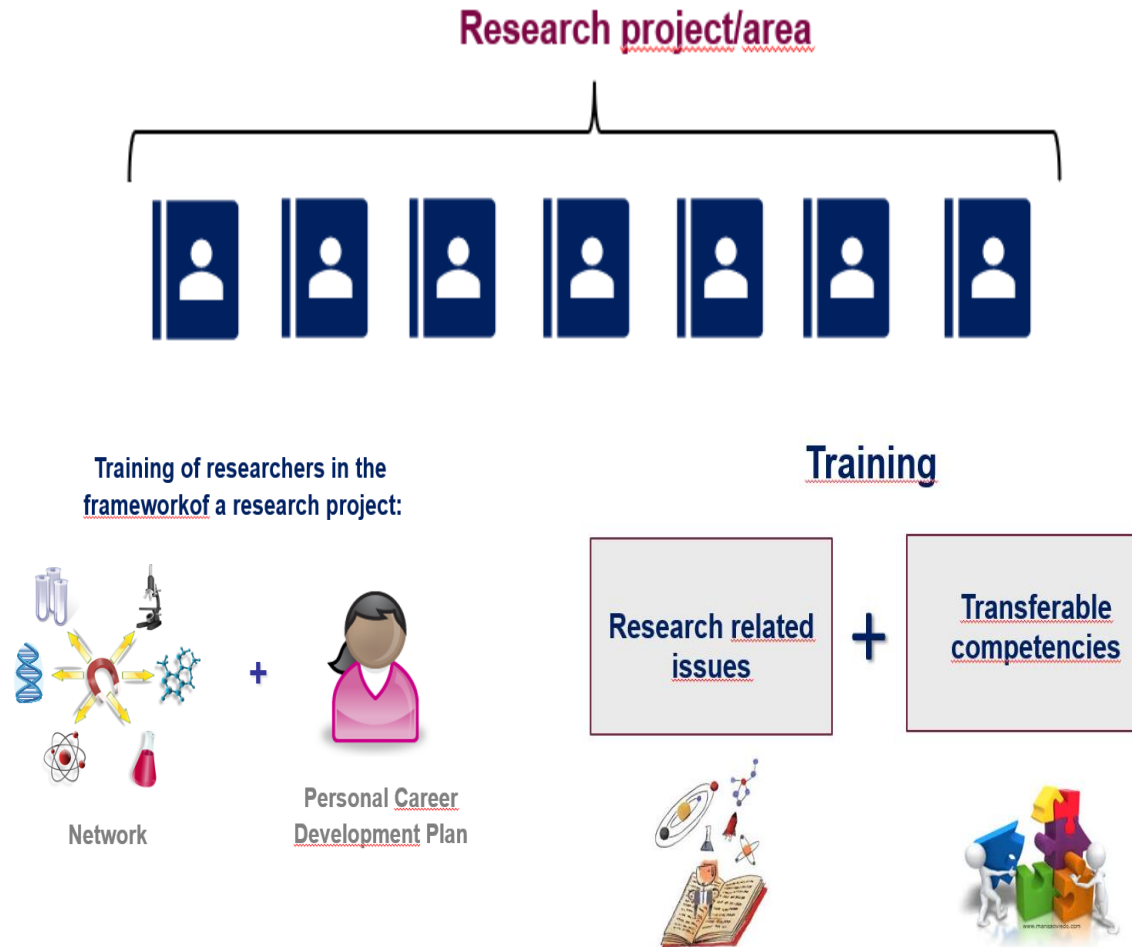 Research project/area
Training of researchers in the
frameworkof a research project:
Training
Research related
issues
+
Transferable
competencies
+
Network
Personal Career
Development Plan